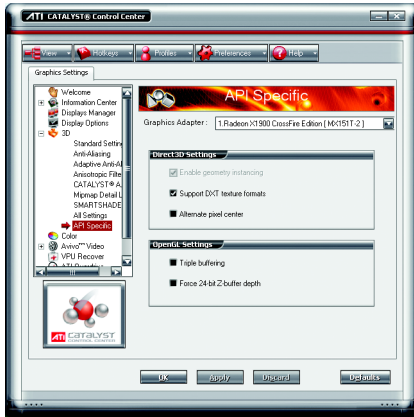 ATI CATALYST® Control Center
View
Hotkeys
Profiles
Preferences
Help
Graphics Settings
Welcome
Information Center
Displays Manager
Display Options
3D
Standard Settin
Anti-Aliasing
Adaptive Anti-Al
Anisotropic Filte
CATALYST® A.
Mipmap Detail L
SMARTSHADE
All Settings
API Specific
Color
Avivo™ Video
VPU Recover
API Specific
Graphics Adapter :
1.Radeon X1900 CrossFire Edition [ MX151T-2 ]
Direct3D Settings
Enable geometry instancing
Support DXT texture formats
Alternate pixel center
OpenGL Settings
Triple buffering
Force 24-bit Z-buffer depth
ATI CATALYST
CONTROL CENTER
OK
Apply
Discard
Defaults